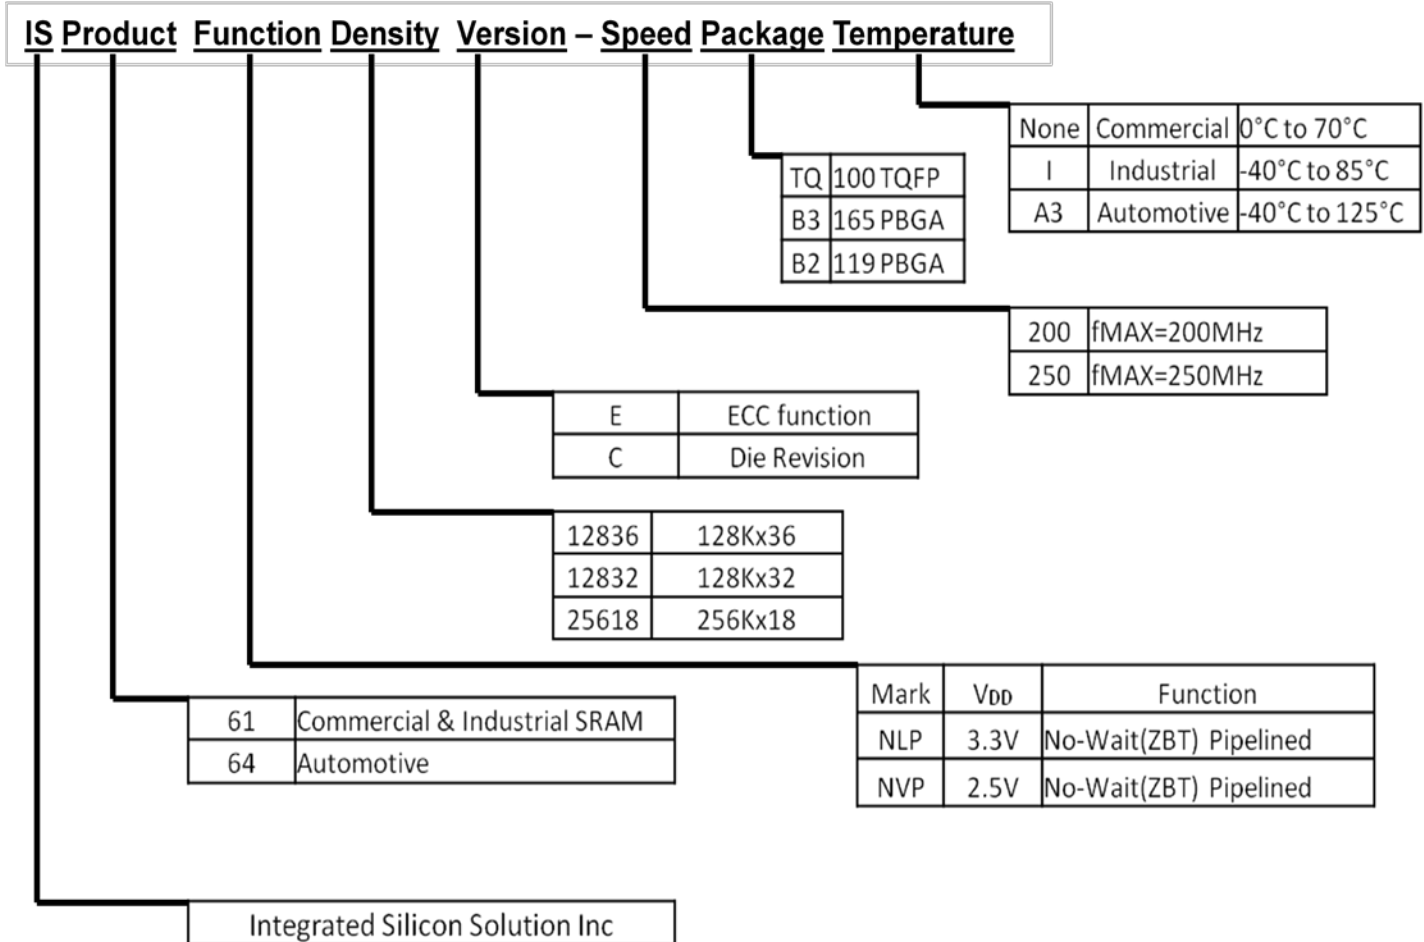 IS Product Function Density Version – Speed Package Temperature
None Commercial 0°C to 70°C
I Industrial -40°C to 85°C
A3 Automotive -40°C to 125°C
TQ 100 TQFP
B3 165 PBGA
B2 119 PBGA
200 fMAX=200MHz
250 fMAX=250MHz
E ECC function
C Die Revision
12836 128Kx36
12832 128Kx32
25618 256Kx18
Mark VDD Function
NLP 3.3V No-Wait(ZBT) Pipelined
NVP 2.5V No-Wait(ZBT) Pipelined
61 Commercial & Industrial SRAM
64 Automotive
Integrated Silicon Solution Inc